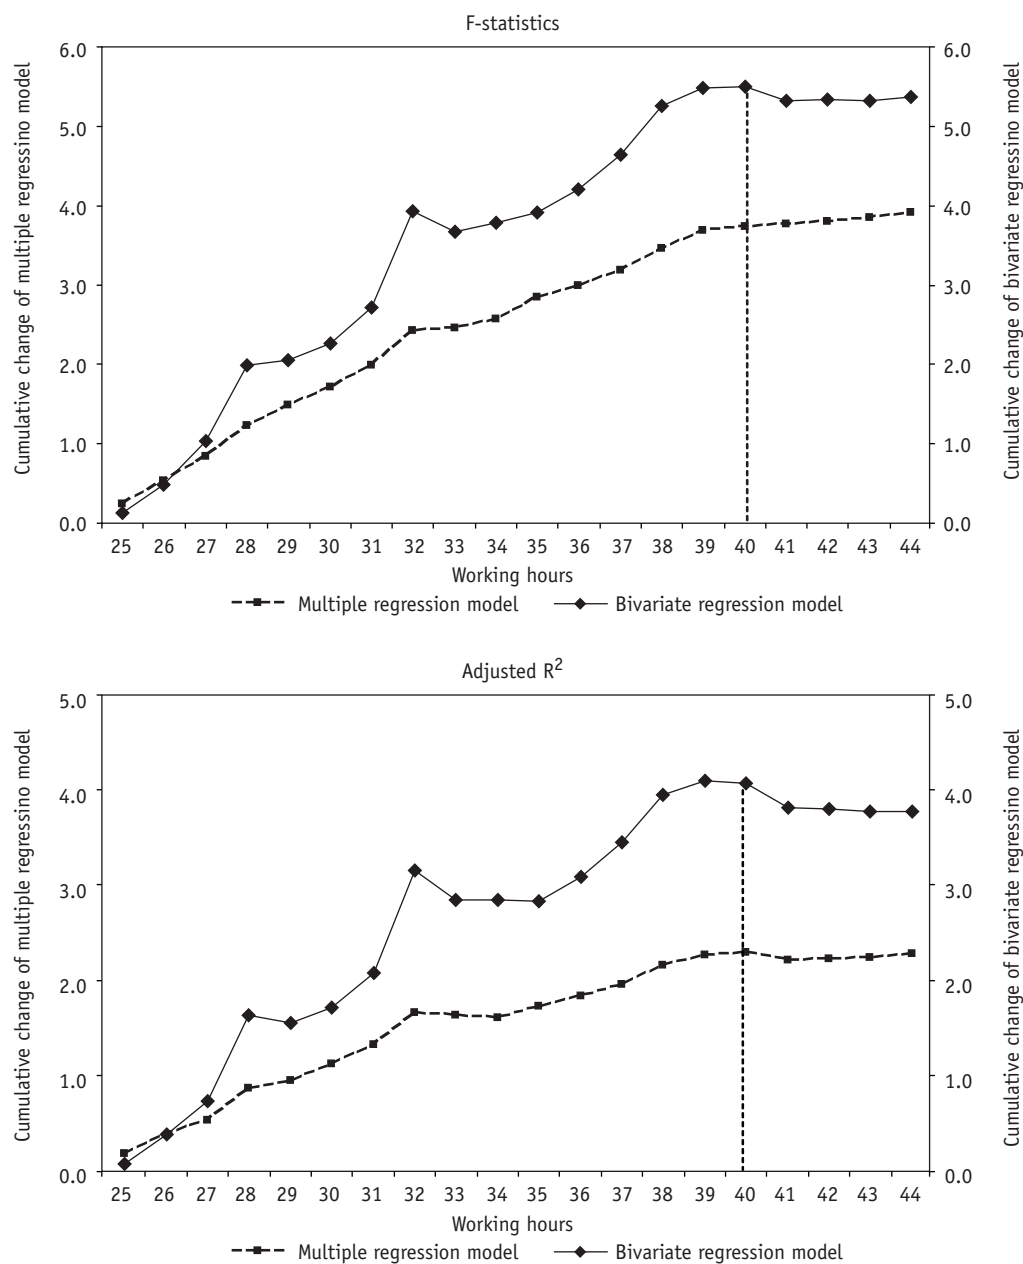 F-statistics
Cumulative change of multiple regressino model
6.0
5.0
4.0
3.0
2.0
1.0
0.0
6.0
5.0
4.0
3.0
2.0
1.0
0.0
Cumulative change of bivariate regressino model
25 26 27 28 29 30 31 32 33 34 35 36 37 38 39 40 41 42 43 44
Working hours
Multiple regression model Bivariate regression model
Adjusted R²
Cumulative change of multiple regressino model
5.0
4.0
3.0
2.0
1.0
0.0
5.0
4.0
3.0
2.0
1.0
0.0
Cumulative change of bivariate regressino model
25 26 27 28 29 30 31 32 33 34 35 36 37 38 39 40 41 42 43 44
Working hours
Multiple regression model Bivariate regression model